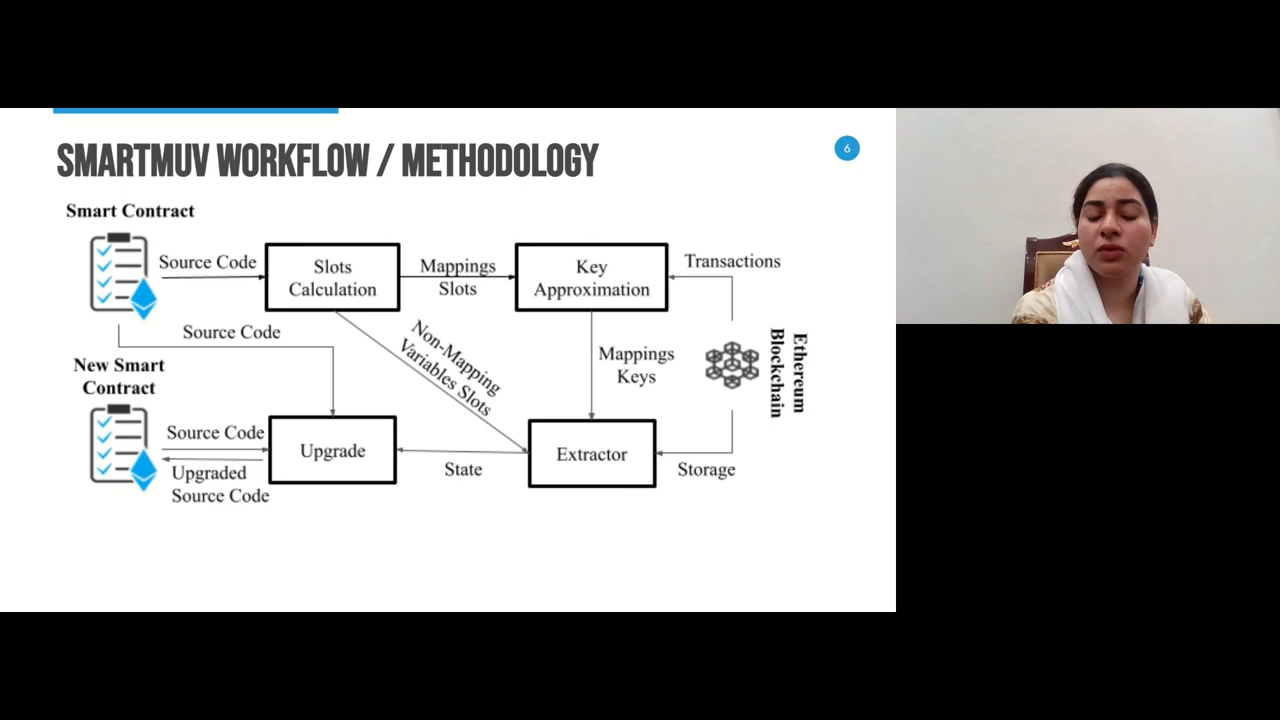 SMARTMUV WORKFLOW / METHODOLOGY
6
Smart Contract
Source Code
Slots
Calculation
Mappings
Slots
Key
Approximation
Transactions
Source Code
Non-Mapping
Variables Slots
Mappings
Keys
Ethereum
Blockchain
New Smart
Contract
Source Code
Upgraded
Source Code
Upgrade
State
Extractor
Storage